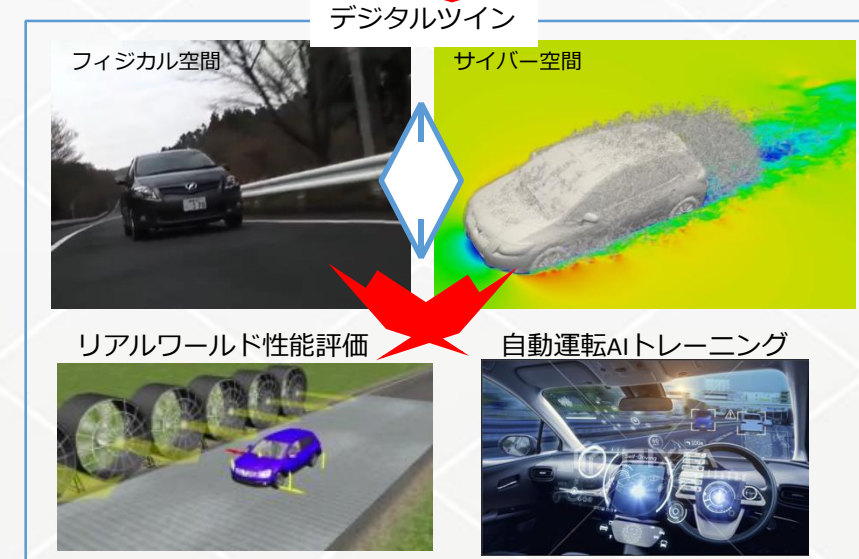 デジタルツイン
フィジカル空間
サイバー空間
リアルワールド性能評価
自動運転AIトレーニング